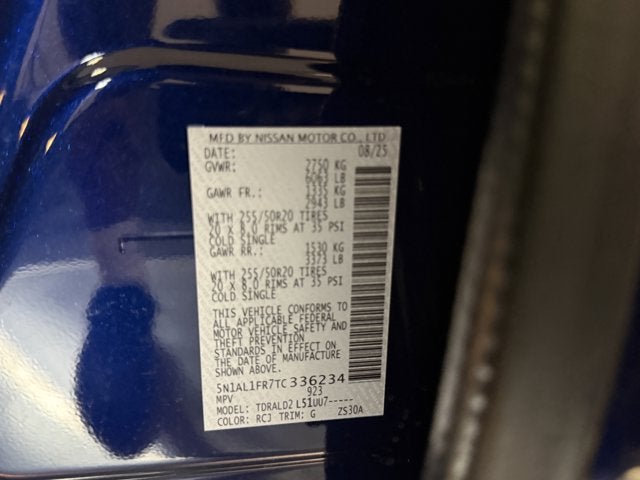 MFD BY NISSAN MOTOR CO., LTD
DATE: 08/25
GVWR: 2750 KG
6063 LB
GAWR FR.: 1335 KG
2943 LB
WITH 255/50R20 TIRES
20 X 8.0 RIMS AT 35 PSI
COLD SINGLE
GAWR RR.: 1530 KG
3373 LB
WITH 255/50R20 TIRES
20 X 8.0 RIMS AT 35 PSI
COLD SINGLE
THIS VEHICLE CONFORMS TO
ALL APPLICABLE FEDERAL
MOTOR VEHICLE SAFETY AND
THEFT PREVENTION
STANDARDS IN EFFECT ON
THE DATE OF MANUFACTURE
SHOWN ABOVE.
5N1AL1FR7TC336234
MPV 923
MODEL: TDRALD2 L51UU7-----
COLOR: RCJ TRIM: G ZS30A